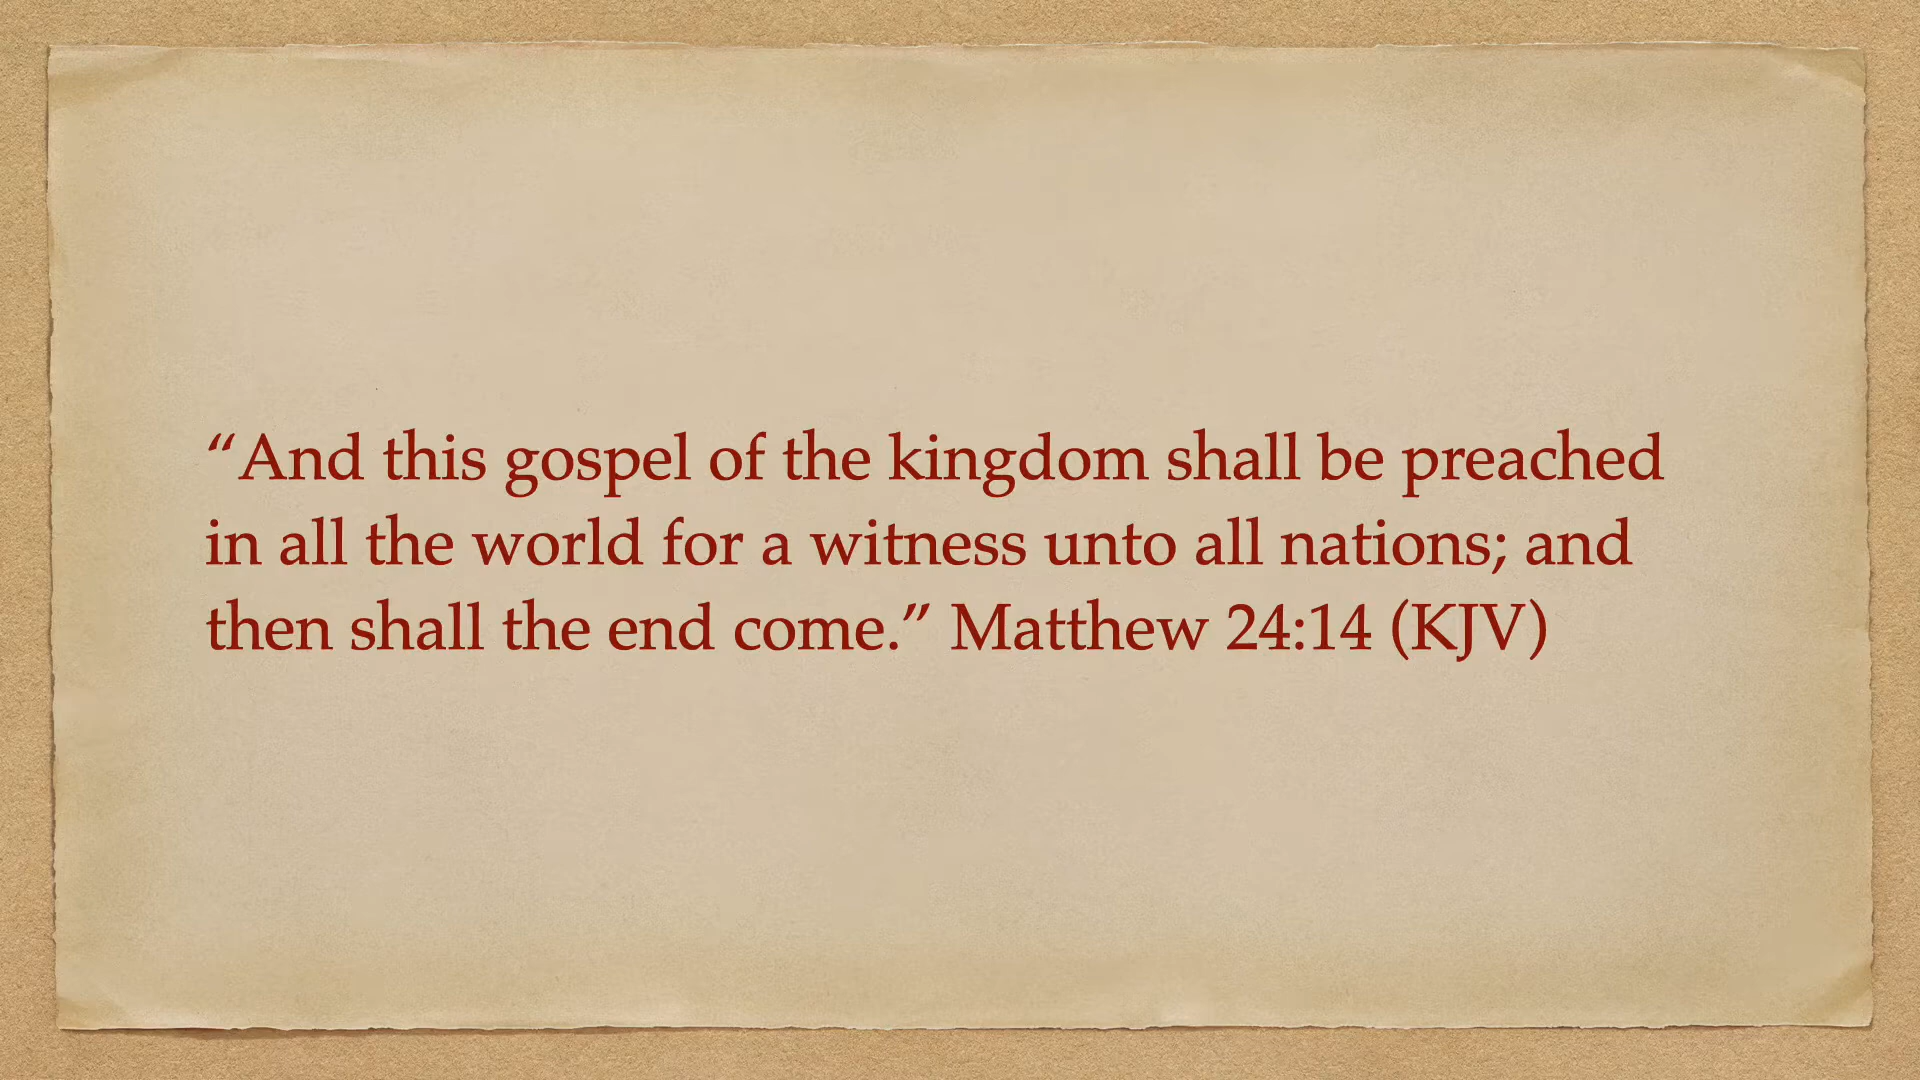 “And this gospel of the kingdom shall be preached
in all the world for a witness unto all nations; and
then shall the end come.” Matthew 24:14 (KJV)